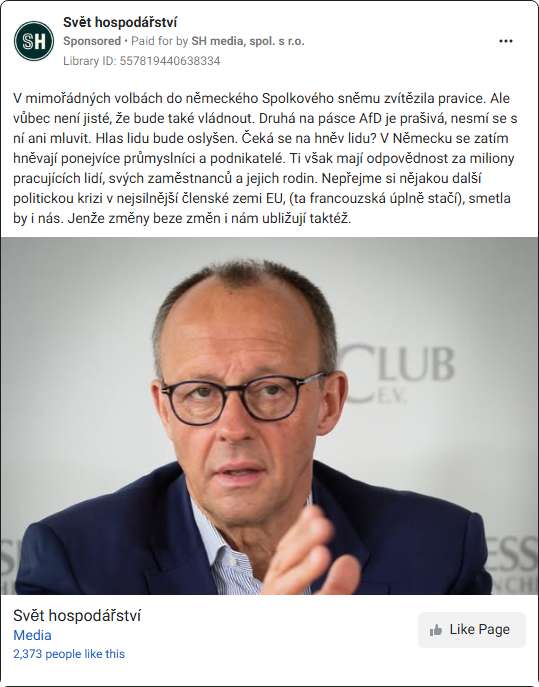 SH
Svět hospodářství
Sponsored • Paid for by SH media, spol. s r.o.
Library ID: 557819440638334
V mimořádných volbách do německého Spolkového sněmu zvítězila pravice. Ale
vůbec není jisté, že bude také vládnout. Druhá na pásce AfD je prašivá, nesmí se s
ní ani mluvit. Hlas lidu bude oslyšen. Čeká se na hněv lidu? V Německu se zatím
hněvají ponejvíce průmyslníci a podnikatelé. Ti však mají odpovědnost za miliony
pracujících lidí, svých zaměstnanců a jejich rodin. Nepřejme si nějakou další
politickou krizi v nejsilnější členské zemi EU, (ta francouzská úplně stačí), smetla
by i nás. Jenže změny beze změn i nám ubližují taktéž.
CLUB
E.V.
Svět hospodářství
Media
2,373 people like this
Like Page